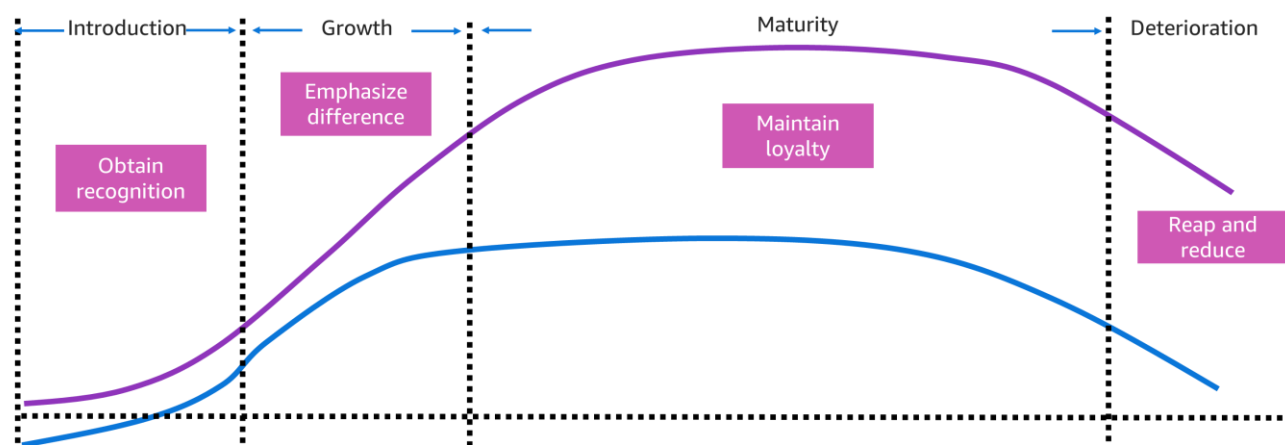 Introduction
Growth
Maturity
Deterioration
Emphasize
difference
Maintain
loyalty
Obtain
recognition
Reap and
reduce